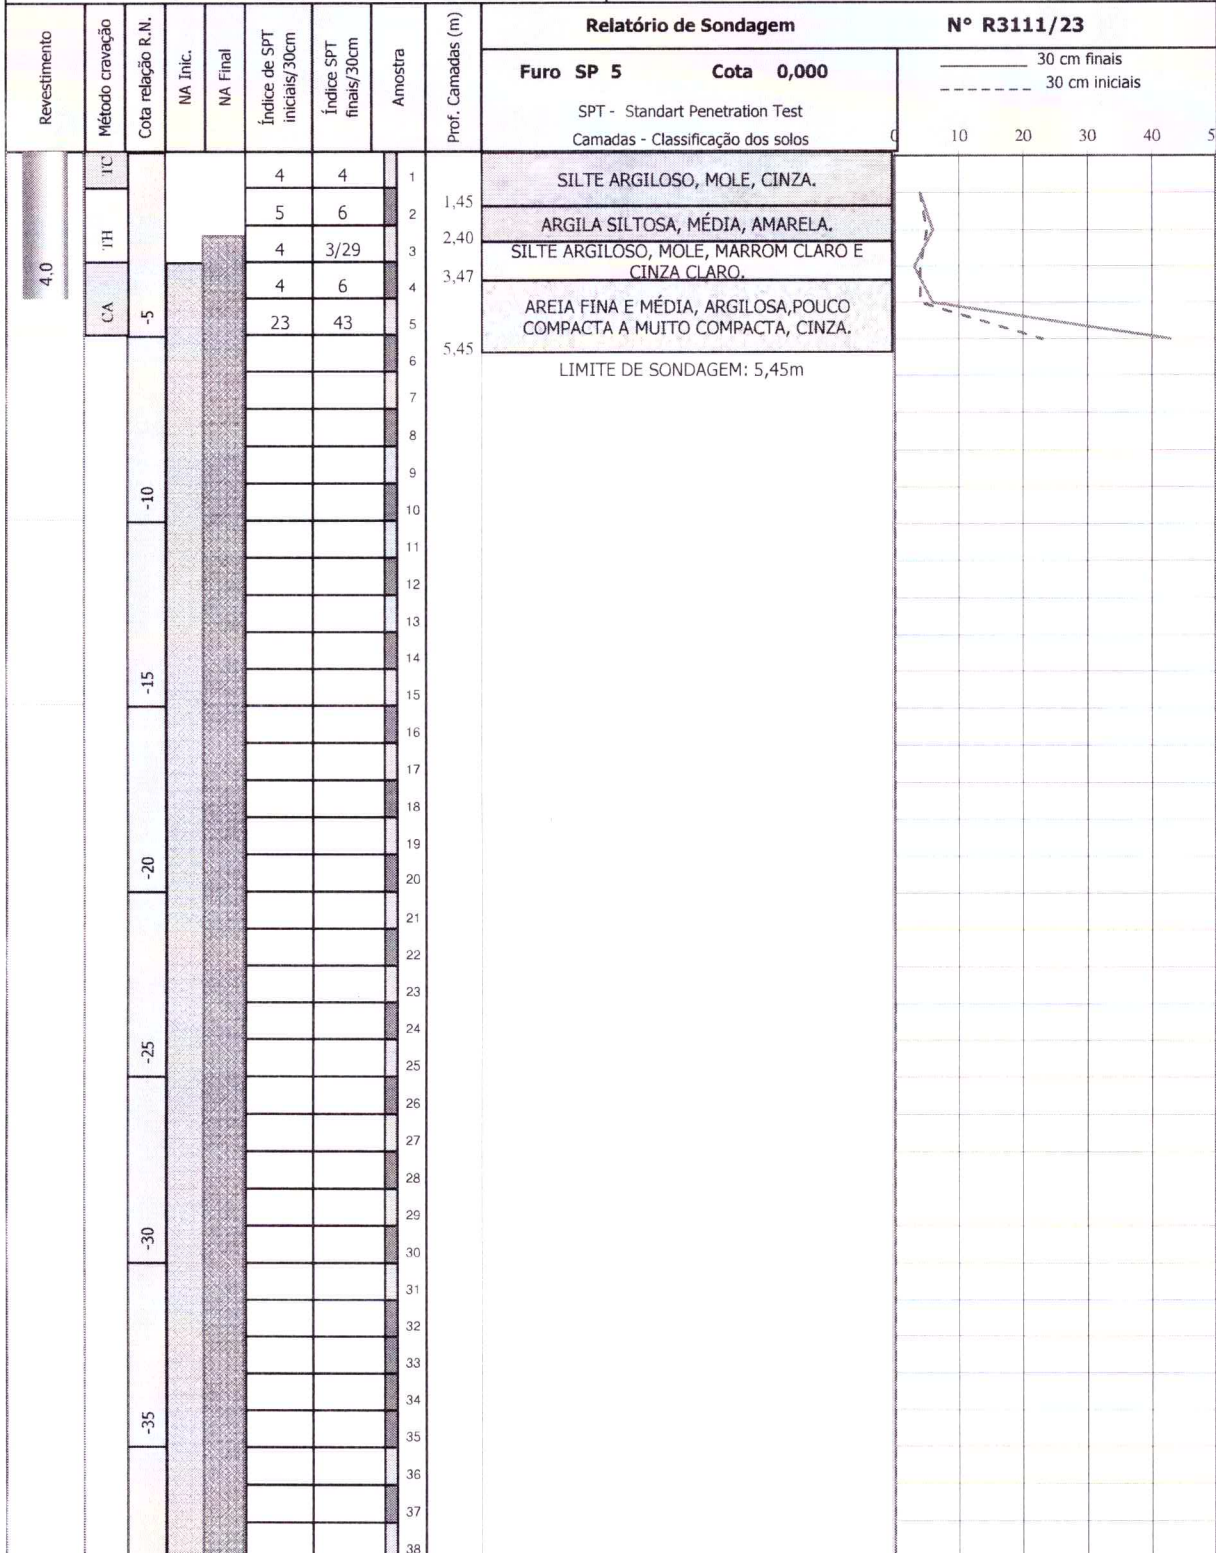 Relatório de Sondagem N° R3111/23
Revestimento
Método cravação
Cota relação R.N.
NA Inic.
NA Final
Índice de SPT
iniciais/30cm
Índice SPT
finais/30cm
Amostra
Prof. Camadas (m)
Furo SP 5 Cota 0,000
SPT - Standart Penetration Test
Camadas - Classificação dos solos
30 cm finais
30 cm iniciais
0 10 20 30 40 5
4.0
TC
TH
CA
4 4 1
5 6 2
4 3/29 3
4 6 4
23 43 5
1,45
2,40
3,47
5,45
SILTE ARGILOSO, MOLE, CINZA.
ARGILA SILTOSA, MÉDIA, AMARELA.
SILTE ARGILOSO, MOLE, MARROM CLARO E
CINZA CLARO.
AREIA FINA E MÉDIA, ARGILOSA,POUCO
COMPACTA A MUITO COMPACTA, CINZA.
LIMITE DE SONDAGEM: 5,45m
-5
-10
-15
-20
-25
-30
-35
6
7
8
9
10
11
12
13
14
15
16
17
18
19
20
21
22
23
24
25
26
27
28
29
30
31
32
33
34
35
36
37
38